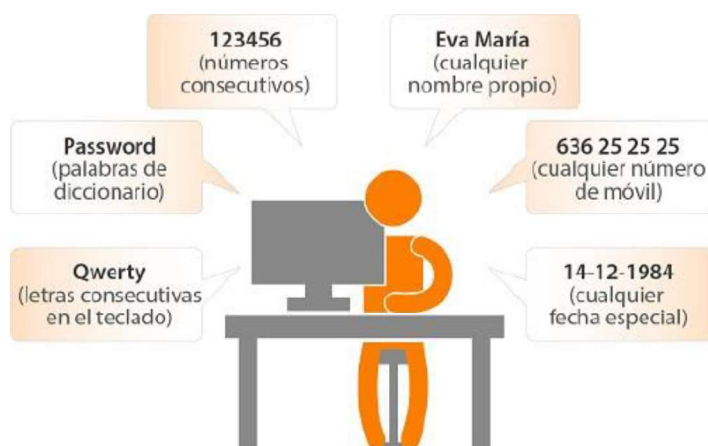 123456
(números
consecutivos)
Eva María
(cualquier
nombre propio)
Password
(palabras de
diccionario)
636 25 25 25
(cualquier número
de móvil)
Qwerty
(letras consecutivas
en el teclado)
14-12-1984
(cualquier
fecha especial)